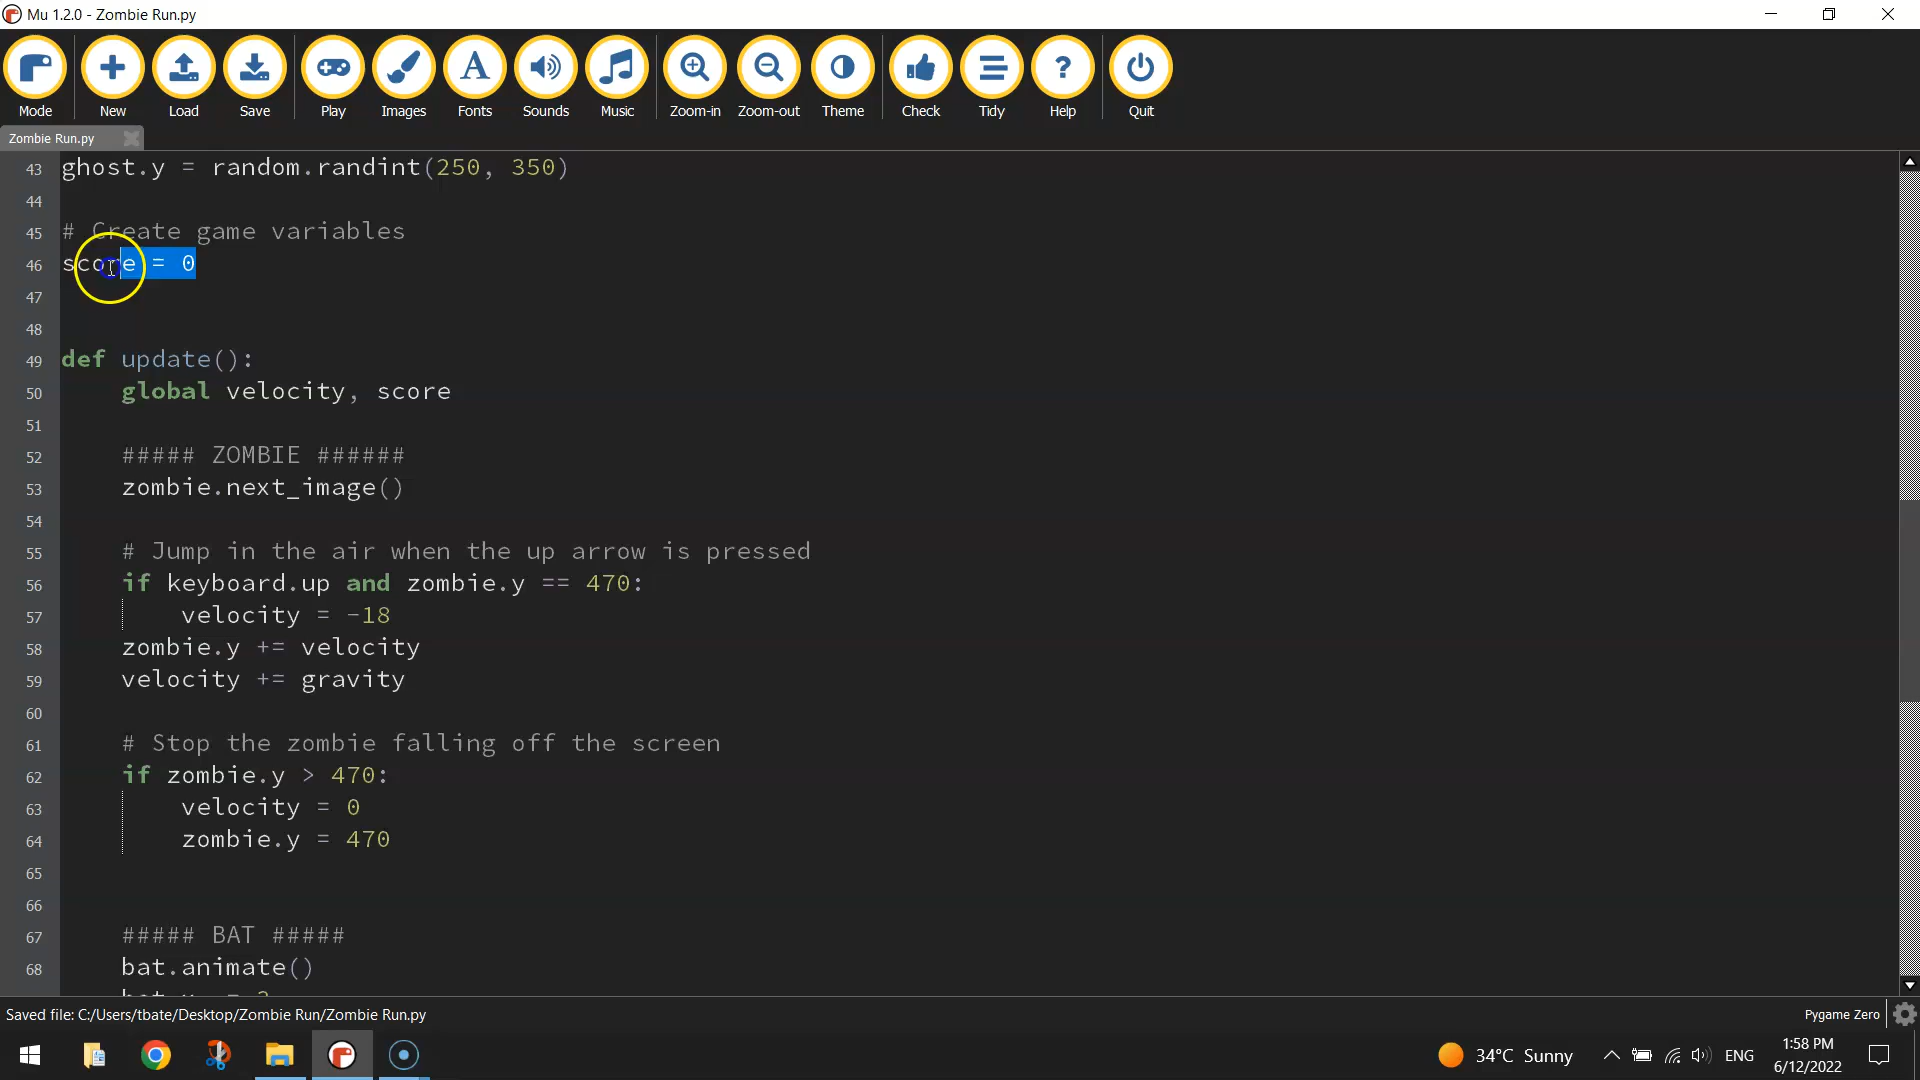 Mu 1.2.0 - Zombie Run.py
Mode New Load Save Play Images Fonts Sounds Music Zoom-in Zoom-out Theme Check Tidy Help Quit
Zombie Run.py
43 ghost.y = random.randint(250, 350)
44
45 # Create game variables
46 score = 0
47
48
49 def update():
50 global velocity, score
51
52 ##### ZOMBIE ######
53 zombie.next_image()
54
55 # Jump in the air when the up arrow is pressed
56 if keyboard.up and zombie.y == 470:
57 velocity = -18
58 zombie.y += velocity
59 velocity += gravity
60
61 # Stop the zombie falling off the screen
62 if zombie.y > 470:
63 velocity = 0
64 zombie.y = 470
65
66
67 ##### BAT #####
68 bat.animate()
Saved file: C:/Users/tbate/Desktop/Zombie Run/Zombie Run.py
Pygame Zero
34°C Sunny
ENG
1:58 PM
6/12/2022